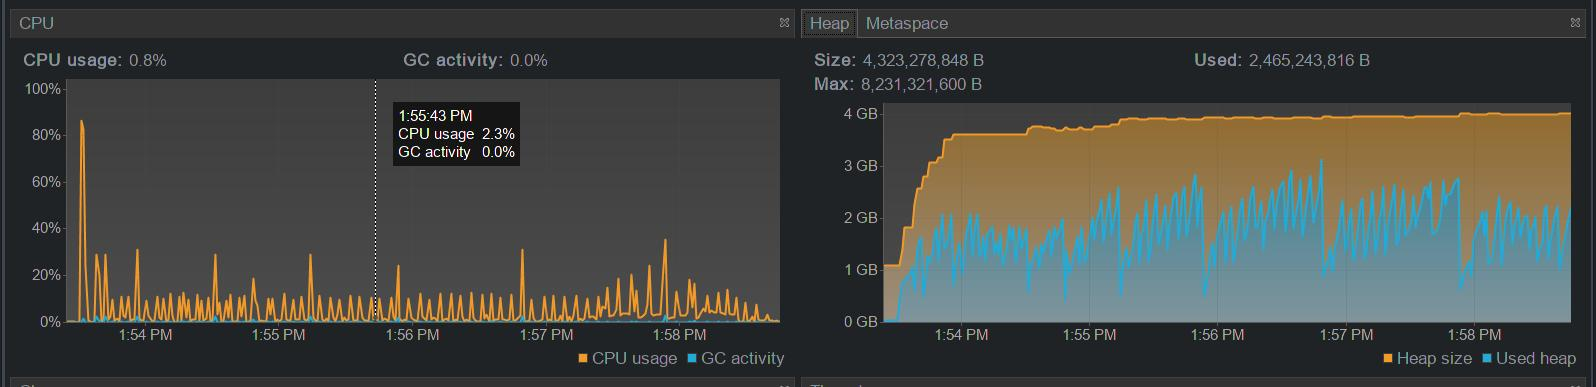 CPU
CPU usage: 0.8%
GC activity: 0.0%
100%
80%
60%
40%
20%
0%
1:55:43 PM
CPU usage 2.3%
GC activity 0.0%
1:54 PM 1:55 PM 1:56 PM 1:57 PM 1:58 PM
CPU usage GC activity
Heap Metaspace
Size: 4,323,278,848 B
Used: 2,465,243,816 B
Max: 8,231,321,600 B
4 GB
3 GB
2 GB
1 GB
0 GB
1:54 PM 1:55 PM 1:56 PM 1:57 PM 1:58 PM
Heap size Used heap